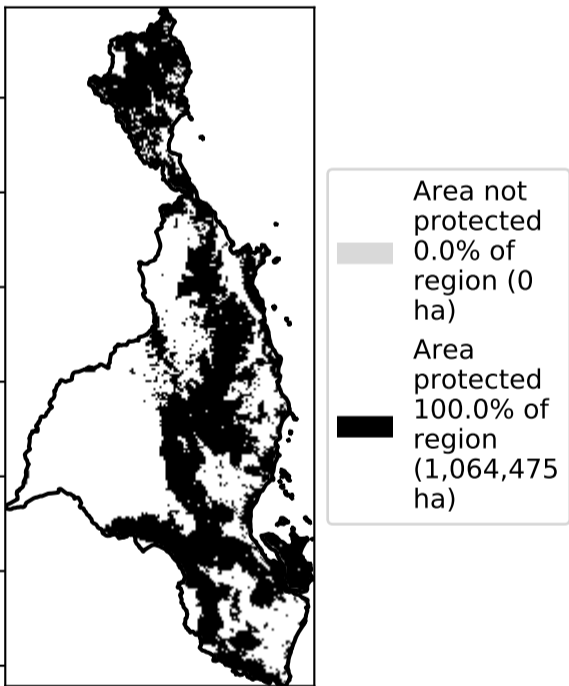 Area not
protected
0.0% of
region (0
ha)
Area
protected
100.0% of
region
(1,064,475
ha)